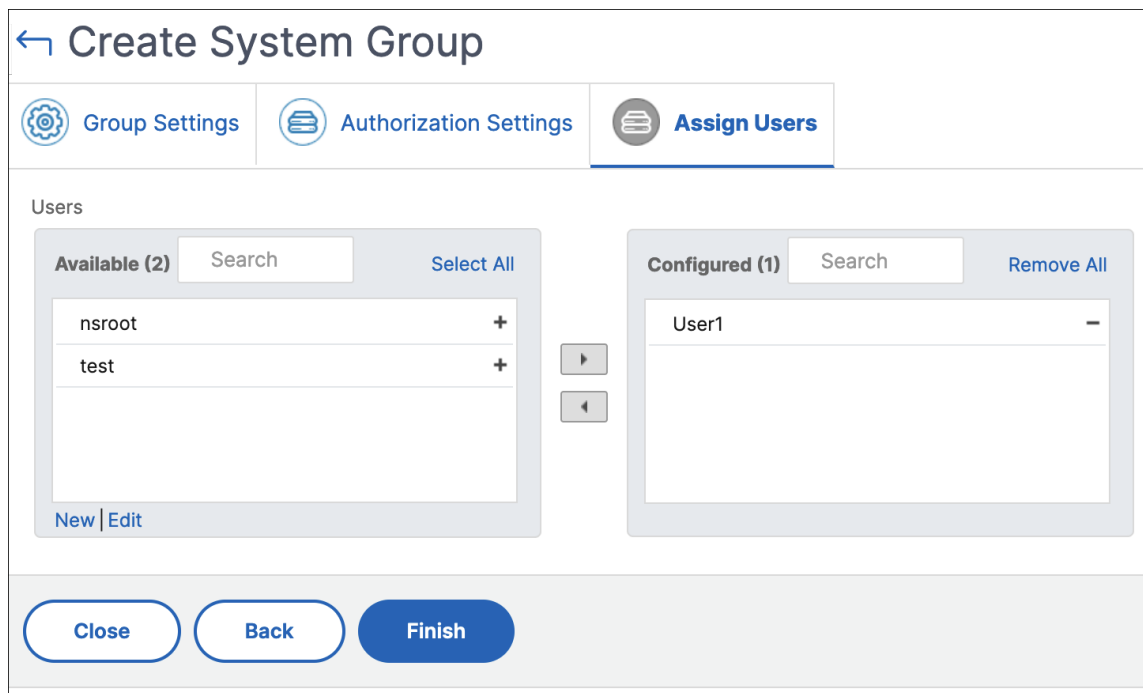 Create System Group
Group Settings
Authorization Settings
Assign Users
Users
Available (2)
Search
Select All
nsroot
test
New | Edit
Configured (1)
Search
Remove All
User1
Close
Back
Finish